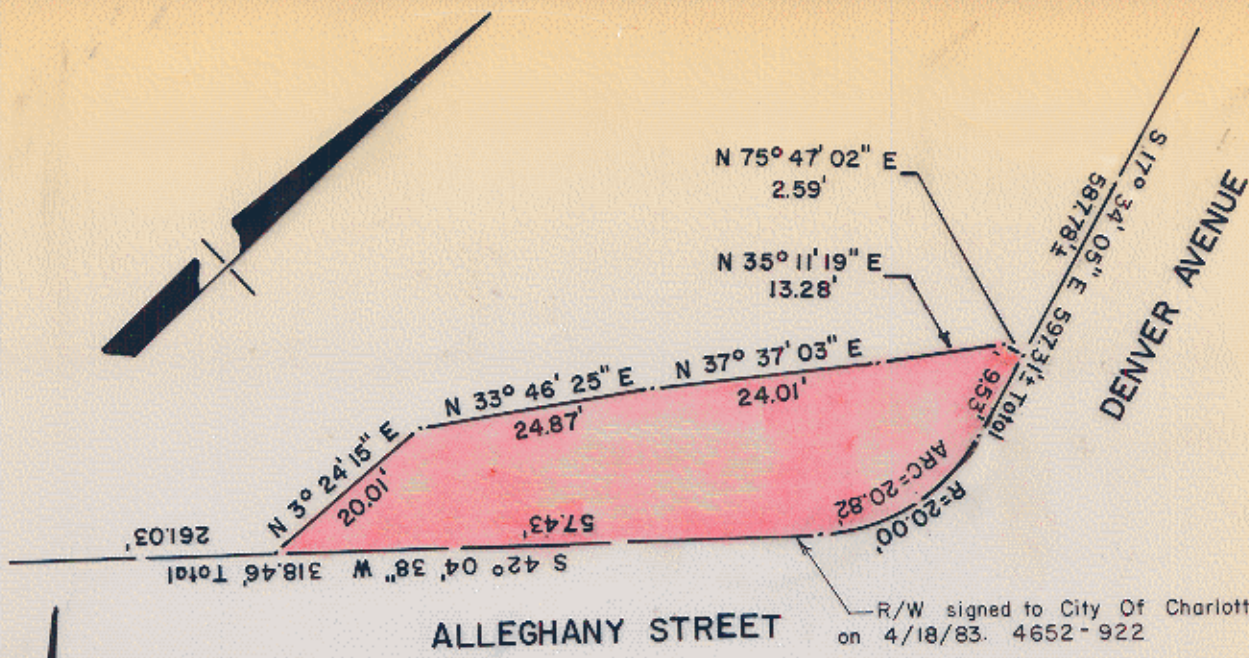 N 75° 47' 02" E
2.59'
N 35° 11' 19" E
13.28'
S 17° 34' 05" E 597.31'± Total
587.78'±
DENVER AVENUE
N 37° 37' 03" E
24.01'
N 33° 46' 25" E
24.87'
N 3° 24' 15" E
20.01'
9.53'
ARC=20.82'
R=20.00'
57.43'
261.03'
S 42° 04' 38" W 318.46' Total
ALLEGHANY STREET
R/W signed to City Of Charlott
on 4/18/83. 4652-922